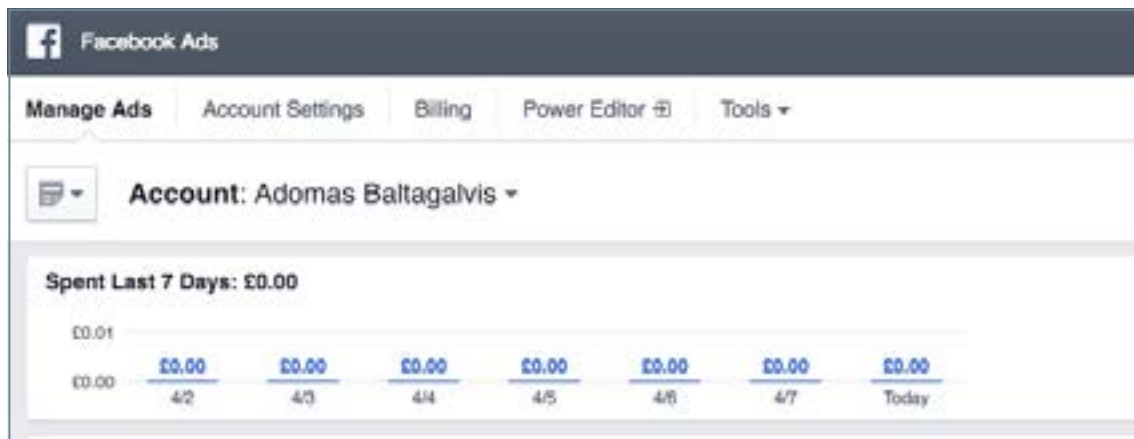 Facebook Ads
Manage Ads Account Settings Billing Power Editor Tools
Account: Adomas Baltagalvis
Spent Last 7 Days: £0.00
£0.01
£0.00 £0.00 £0.00 £0.00 £0.00 £0.00 £0.00
£0.00
4/2 4/3 4/4 4/5 4/6 4/7 Today